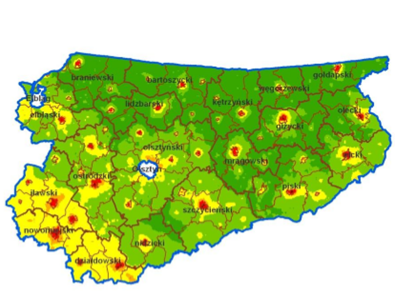 braniewski
bartoszycki
gołdapski
węgorzewski
Elbląg
lidzbarski
kętrzyński
olecki
elbląski
giżycki
olsztyński
ełcki
mrągowski
Olsztyn
ostródzki
iławski
piski
szczycieński
nowomiejski
nidzicki
działdowski